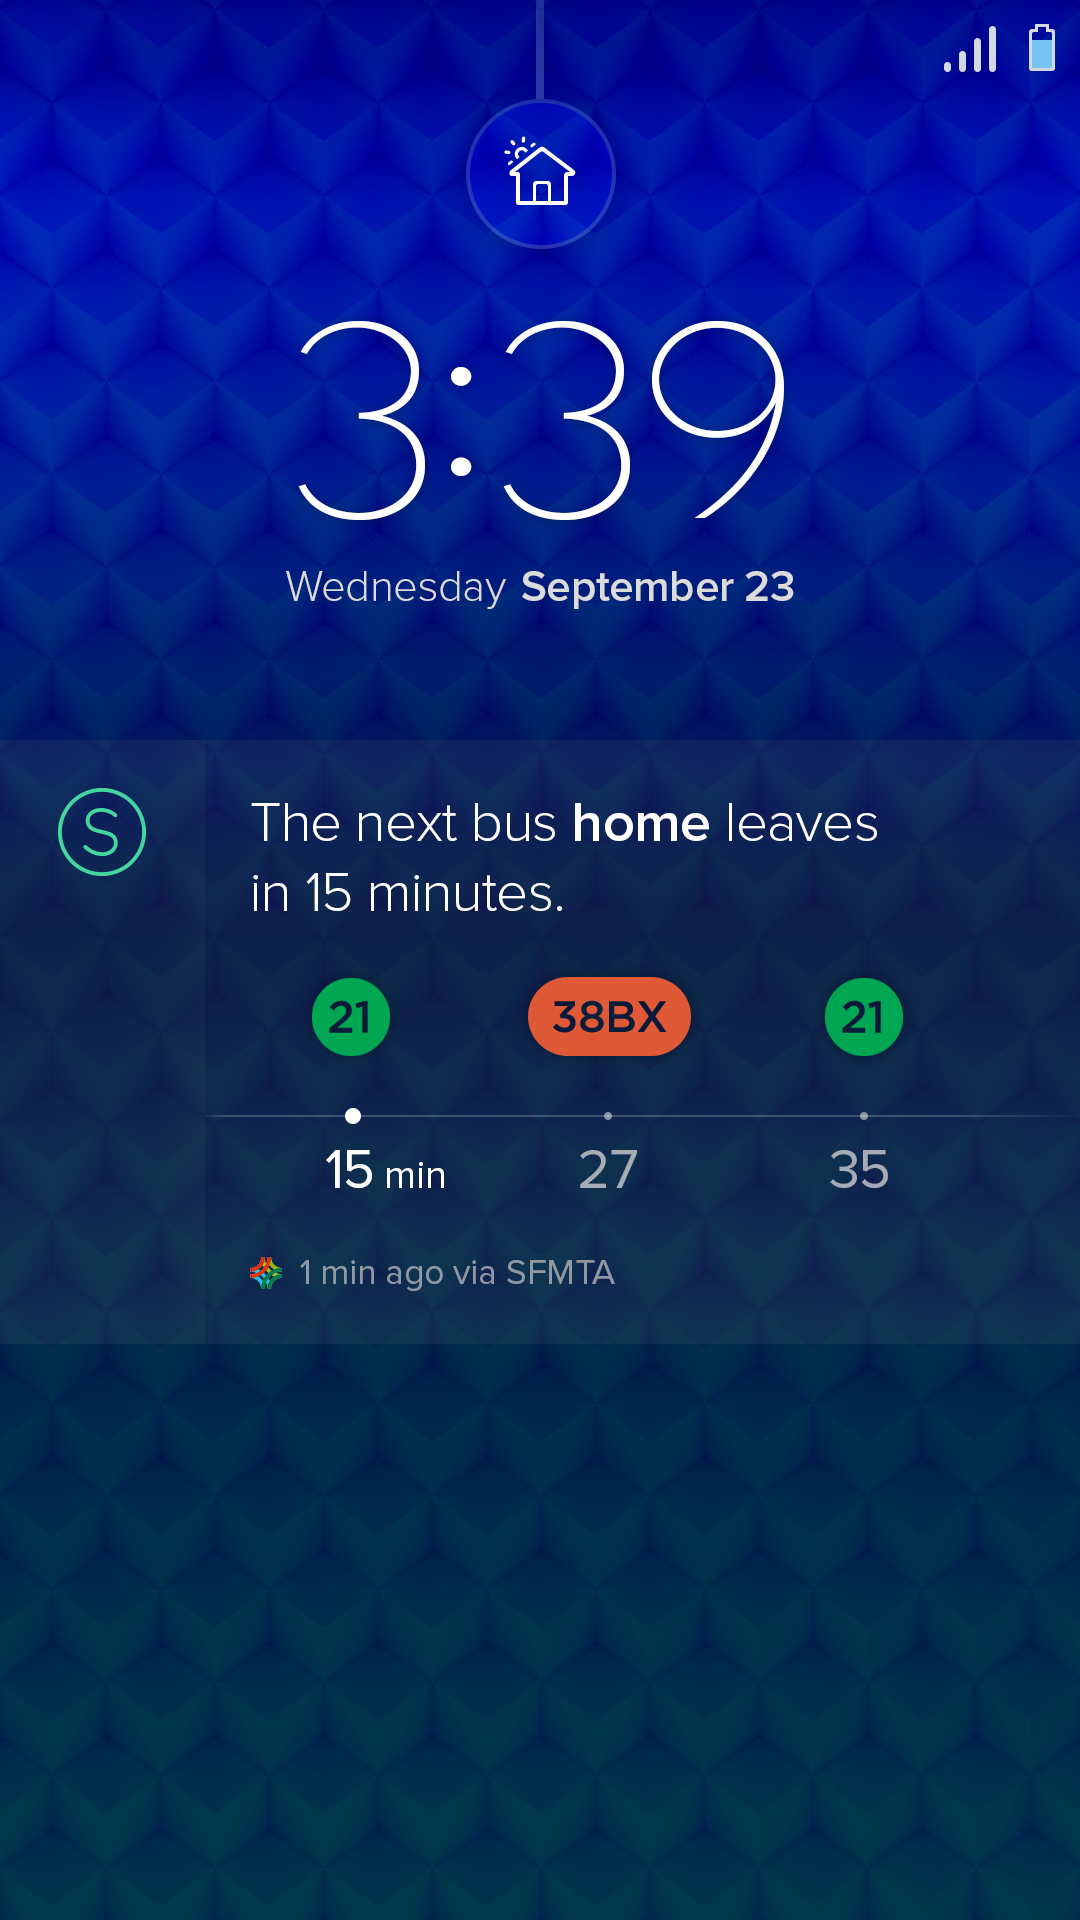 3:39
Wednesday September 23
S
The next bus home leaves
in 15 minutes.
21 38BX 21
15 min 27 35
1 min ago via SFMTA